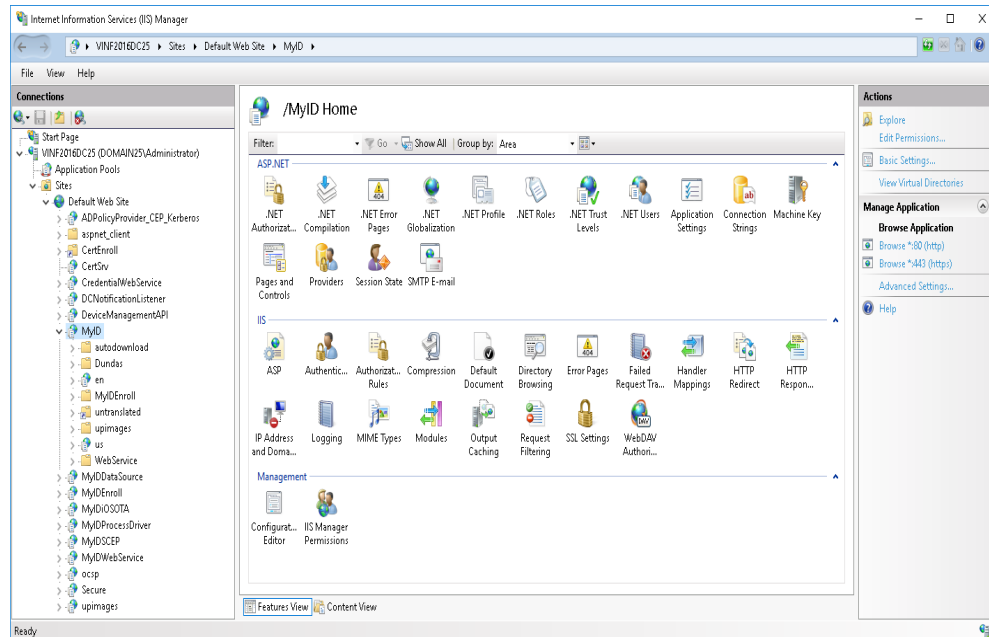 Internet Information Services (IIS) Manager
VINF2016DC25 Sites Default Web Site MyID
File View Help
Connections
Start Page
VINF2016DC25 (DOMAIN25\Administrator)
Application Pools
Sites
Default Web Site
ADPolicyProvider_CEP_Kerberos
aspnet_client
CertEnroll
CertSrv
CredentialWebService
DCNotificationListener
DeviceManagementAPI
MyID
autodownload
Dundas
en
MyIDEnroll
untranslated
upimages
us
WebService
MyIDDataSource
MyIDEnroll
MyIDiOSOTA
MyIDProcessDriver
MyIDSCEP
MyIDWebService
ocsp
Secure
upimages
/MyID Home
Filter: Go Show All Group by: Area
ASP.NET
.NET Authorizat...
.NET Compilation
.NET Error Pages
.NET Globalization
.NET Profile
.NET Roles
.NET Trust Levels
.NET Users
Application Settings
Connection Strings
Machine Key
Pages and Controls
Providers
Session State
SMTP E-mail
IIS
ASP
Authentic...
Authorizat... Rules
Compression
Default Document
Directory Browsing
Error Pages
Failed Request Tra...
Handler Mappings
HTTP Redirect
HTTP Respon...
IP Address and Doma...
Logging
MIME Types
Modules
Output Caching
Request Filtering
SSL Settings
WebDAV Authori...
Management
Configurat... Editor
IIS Manager Permissions
Features View Content View
Actions
Explore
Edit Permissions...
Basic Settings...
View Virtual Directories
Manage Application
Browse Application
Browse *:80 (http)
Browse *:443 (https)
Advanced Settings...
Help
Ready